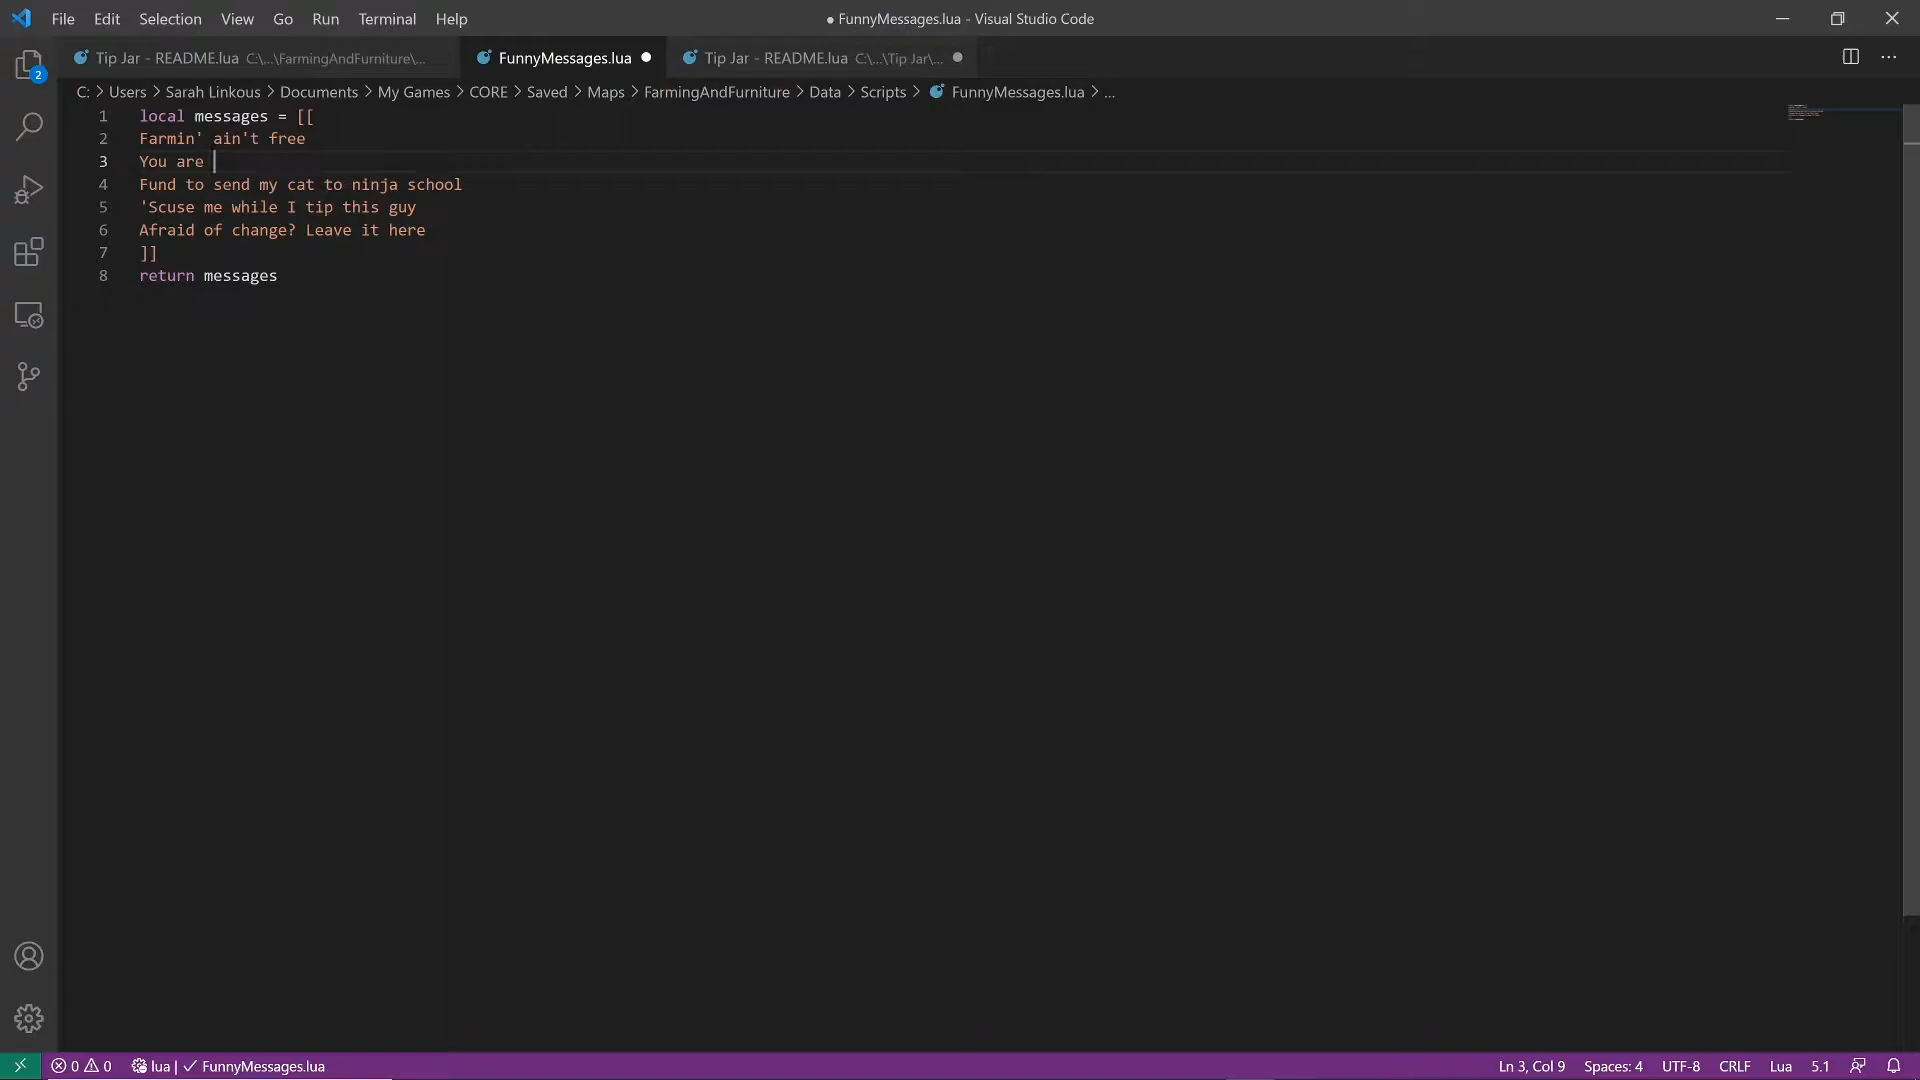 File Edit Selection View Go Run Terminal Help
● FunnyMessages.lua - Visual Studio Code
Tip Jar - README.lua C:\...\FarmingAndFurniture\...
FunnyMessages.lua
Tip Jar - README.lua C:\...\Tip Jar\...
C: > Users > Sarah Linkous > Documents > My Games > CORE > Saved > Maps > FarmingAndFurniture > Data > Scripts > FunnyMessages.lua > ...
2
1 local messages = [[
2 Farmin' ain't free
3 You are
4 Fund to send my cat to ninja school
5 'Scuse me while I tip this guy
6 Afraid of change? Leave it here
7 ]]
8 return messages
0 0 lua | ✓ FunnyMessages.lua
Ln 3, Col 9 Spaces: 4 UTF-8 CRLF Lua 5.1